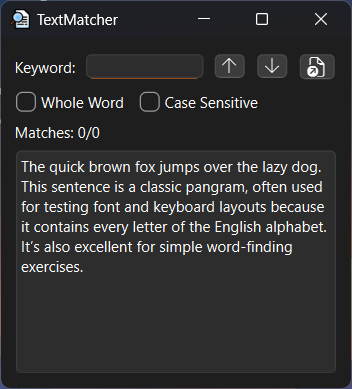 TextMatcher
Keyword:
Whole Word Case Sensitive
Matches: 0/0
The quick brown fox jumps over the lazy dog.
This sentence is a classic pangram, often used
for testing font and keyboard layouts because
it contains every letter of the English alphabet.
It’s also excellent for simple word-finding
exercises.